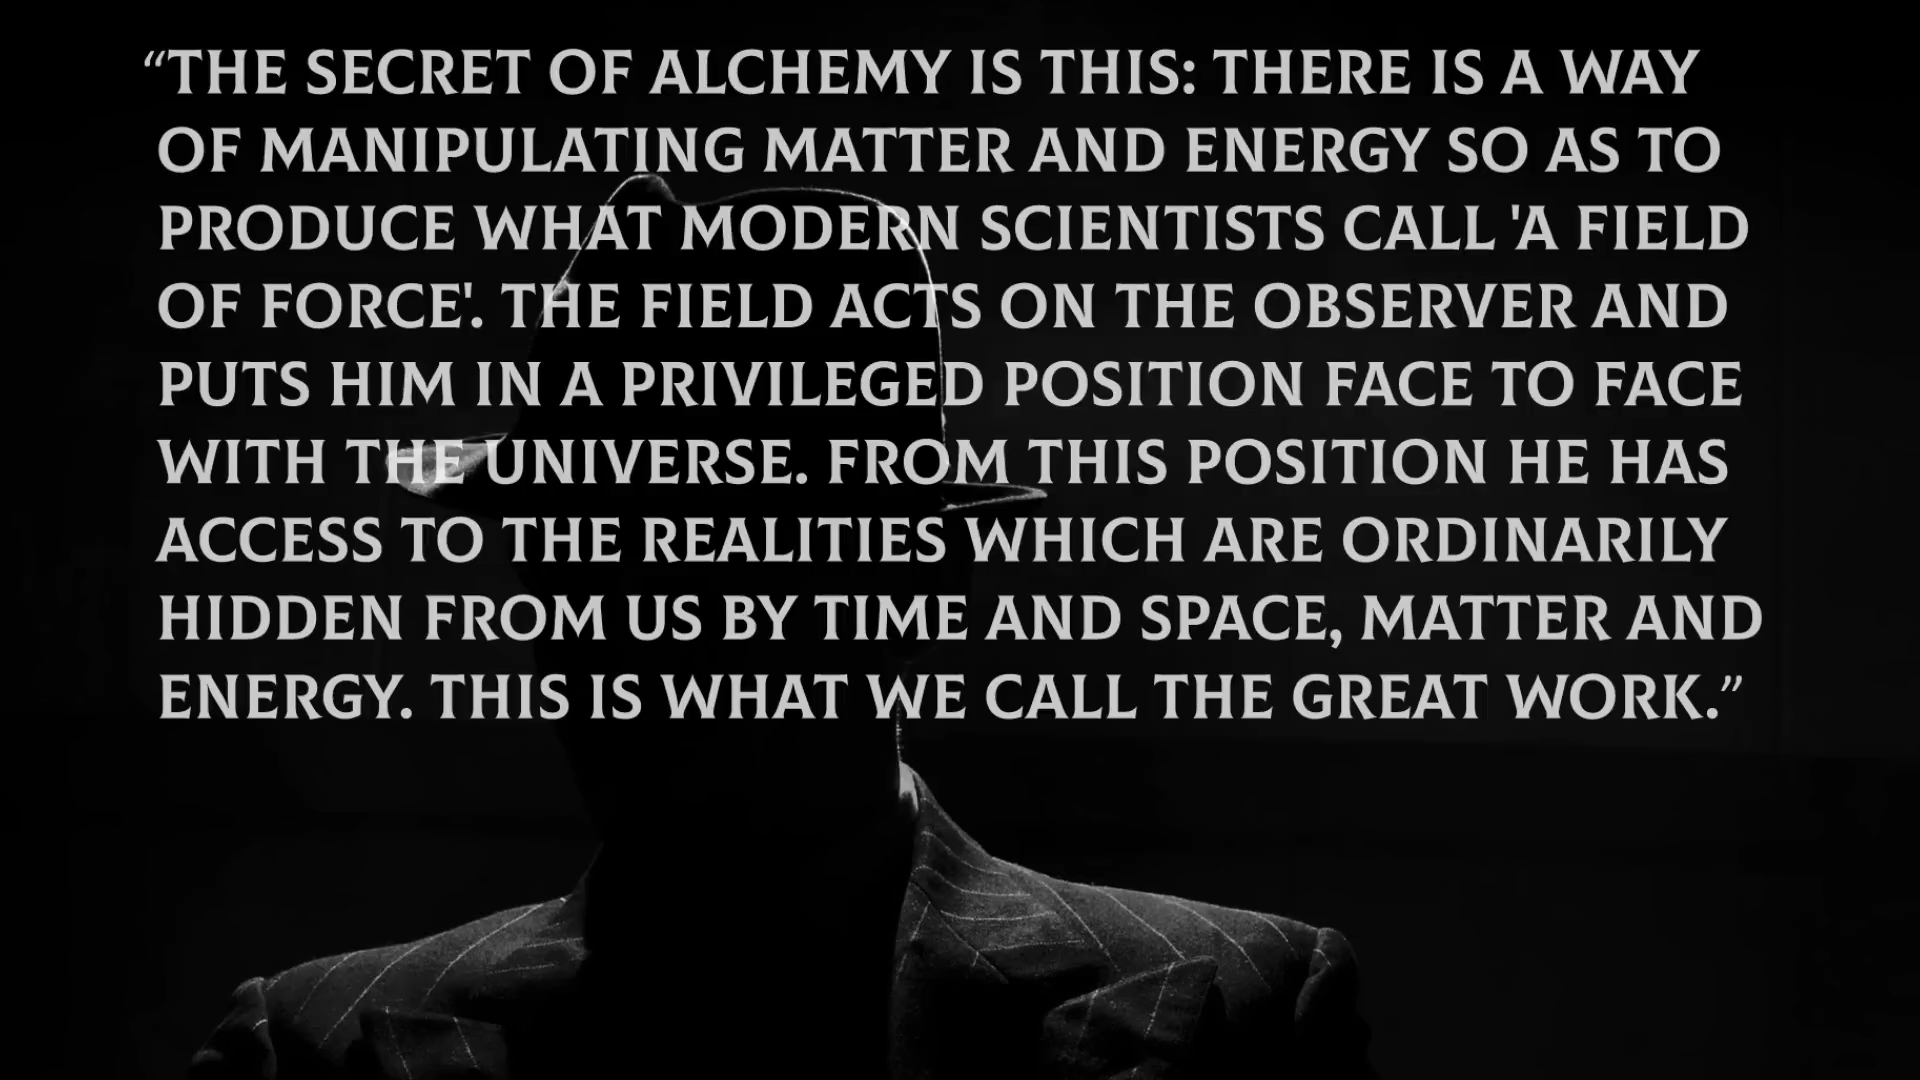 “THE SECRET OF ALCHEMY IS THIS: THERE IS A WAY
OF MANIPULATING MATTER AND ENERGY SO AS TO
PRODUCE WHAT MODERN SCIENTISTS CALL 'A FIELD
OF FORCE'. THE FIELD ACTS ON THE OBSERVER AND
PUTS HIM IN A PRIVILEGED POSITION FACE TO FACE
WITH THE UNIVERSE. FROM THIS POSITION HE HAS
ACCESS TO THE REALITIES WHICH ARE ORDINARILY
HIDDEN FROM US BY TIME AND SPACE, MATTER AND
ENERGY. THIS IS WHAT WE CALL THE GREAT WORK.”